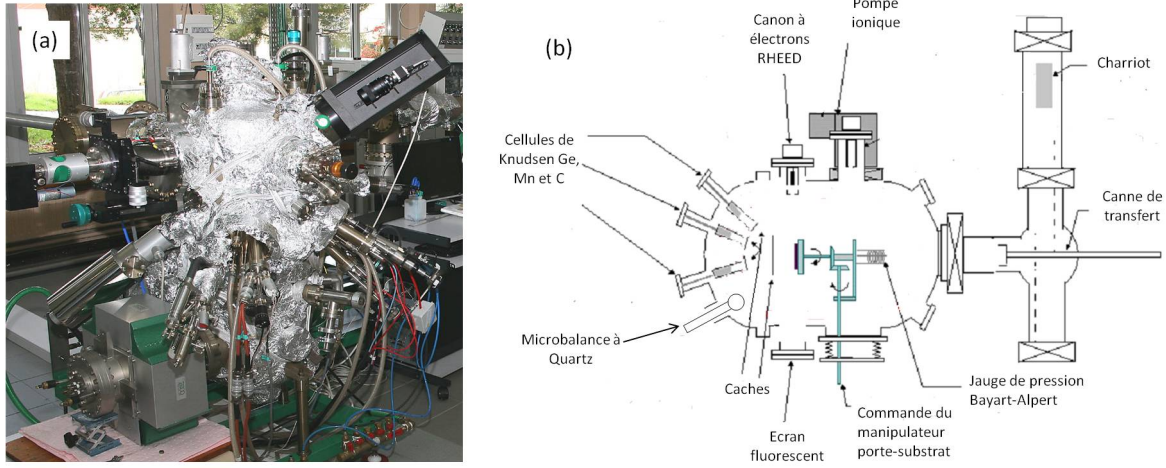 (a)
(b)
Pompe
ionique
Canon à
électrons
RHEED
Charriot
Cellules de
Knudsen Ge,
Mn et C
Canne de
transfert
Microbalance à
Quartz
Caches
Ecran
fluorescent
Commande du
manipulateur
porte-substrat
Jauge de pression
Bayart-Alpert